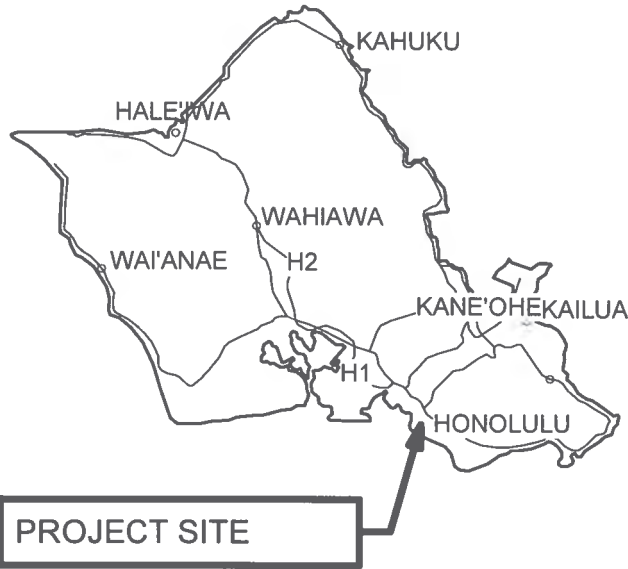 KAHUKU
HALE'IWA
WAHIAWA
WAI'ANAE
H2
KANE'OHE
KAILUA
H1
HONOLULU
PROJECT SITE